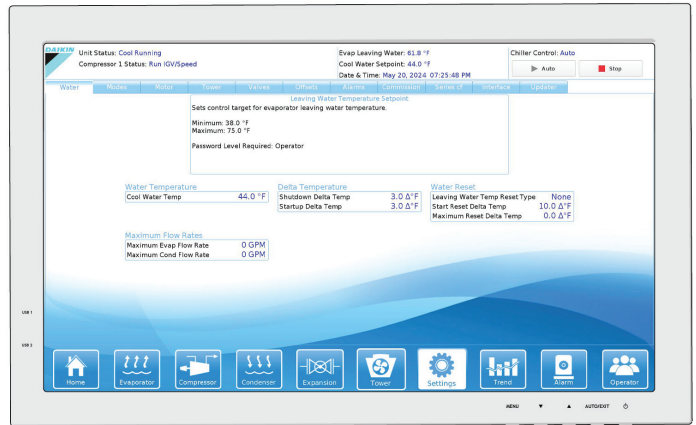 DAIKIN
Unit Status: Cool Running
Compressor 1 Status: Run IGV/Speed
Evap Leaving Water: 61.8 °F
Cool Water Setpoint: 44.0 °F
Date & Time: May 20, 2024 07:25:48 PM
Chiller Control: Auto
Auto Stop
Water Modes Motor Tower Valves Offsets Alarms Commission Series cf Interface Updater
Leaving Water Temperature Setpoint
Sets control target for evaporator leaving water temperature.
Minimum: 38.0 °F
Maximum: 75.0 °F
Password Level Required: Operator
Water Temperature
Cool Water Temp 44.0 °F
Delta Temperature
Shutdown Delta Temp 3.0 Δ°F
Startup Delta Temp 3.0 Δ°F
Water Reset
Leaving Water Temp Reset Type None
Start Reset Delta Temp 10.0 Δ°F
Maximum Reset Delta Temp 0.0 Δ°F
Maximum Flow Rates
Maximum Evap Flow Rate 0 GPM
Maximum Cond Flow Rate 0 GPM
USB 1
USB 2
Home Evaporator Compressor Condenser Expansion Tower Settings Trend Alarm Operator
MENU ▼ ▲ AUTO/EXIT